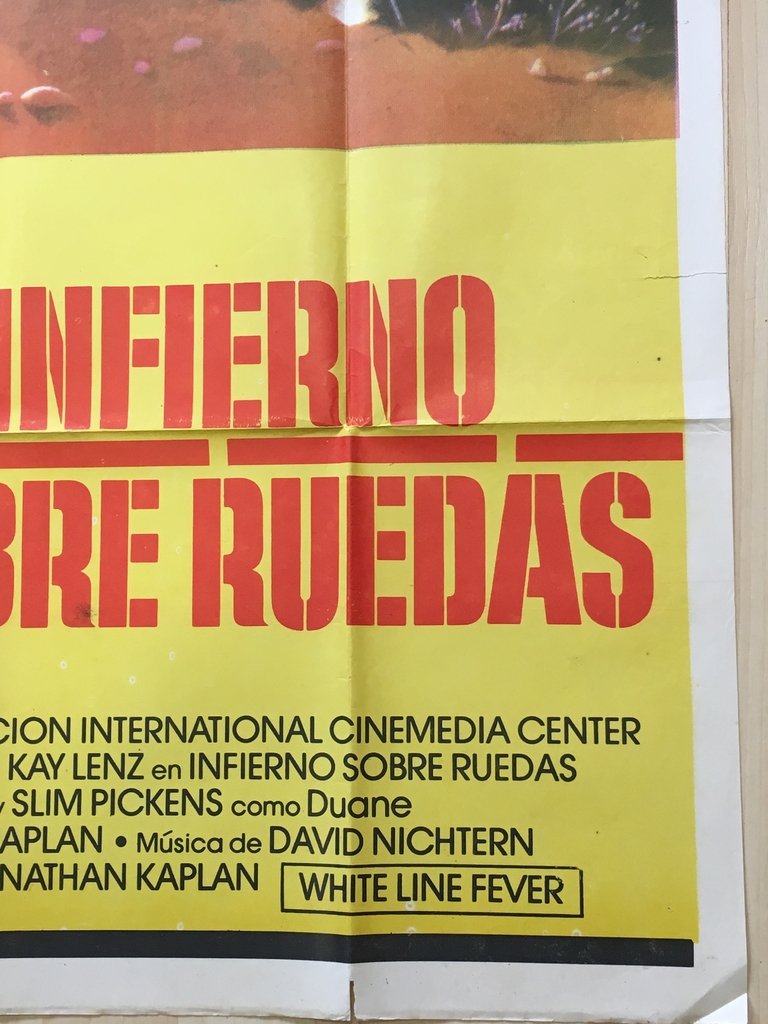 INFIERNO
BRE RUEDAS
CION INTERNATIONAL CINEMEDIA CENTER
KAY LENZ en INFIERNO SOBRE RUEDAS
y SLIM PICKENS como Duane
APLAN • Música de DAVID NICHTERN
NATHAN KAPLAN WHITE LINE FEVER